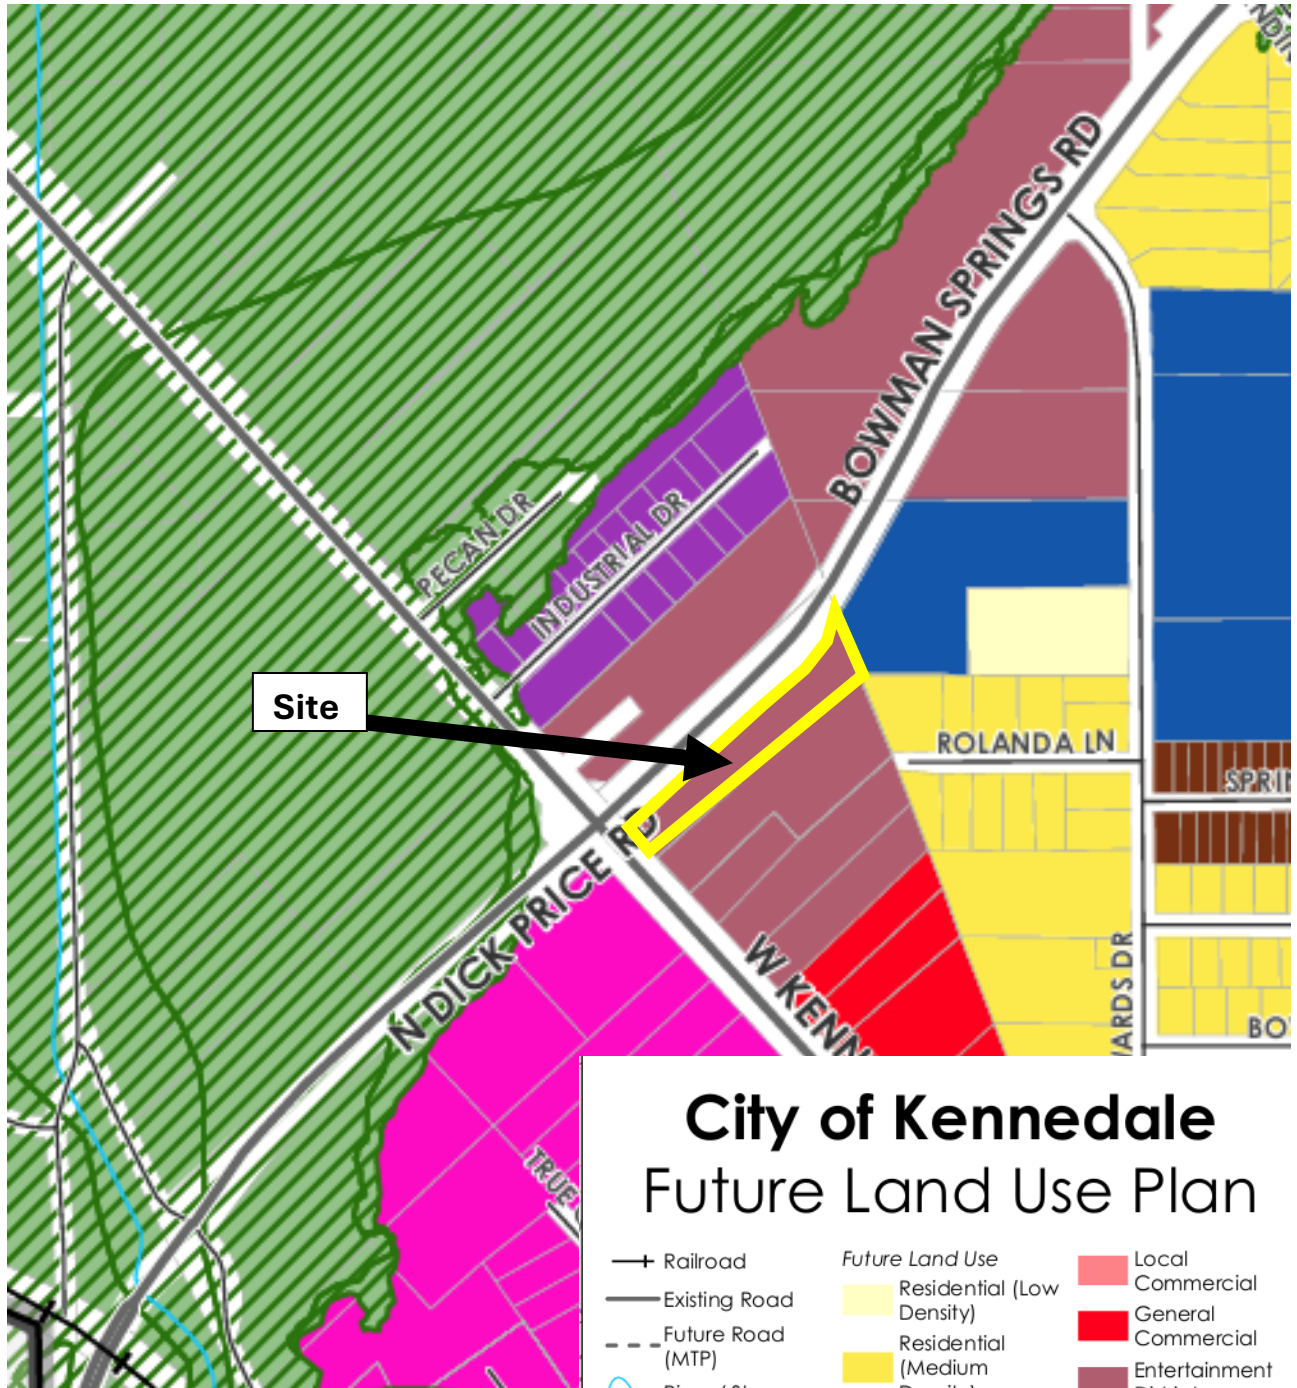 BOWMAN SPRINGS RD
PECAN DR
INDUSTRIAL DR
Site
ROLANDA LN
N DICK PRICE RD
W KENN
City of Kennedale
Future Land Use Plan
Railroad
Existing Road
Future Road
(MTP)
Future Land Use
Residential (Low
Density)
Residential
(Medium
Local
Commercial
General
Commercial
Entertainment